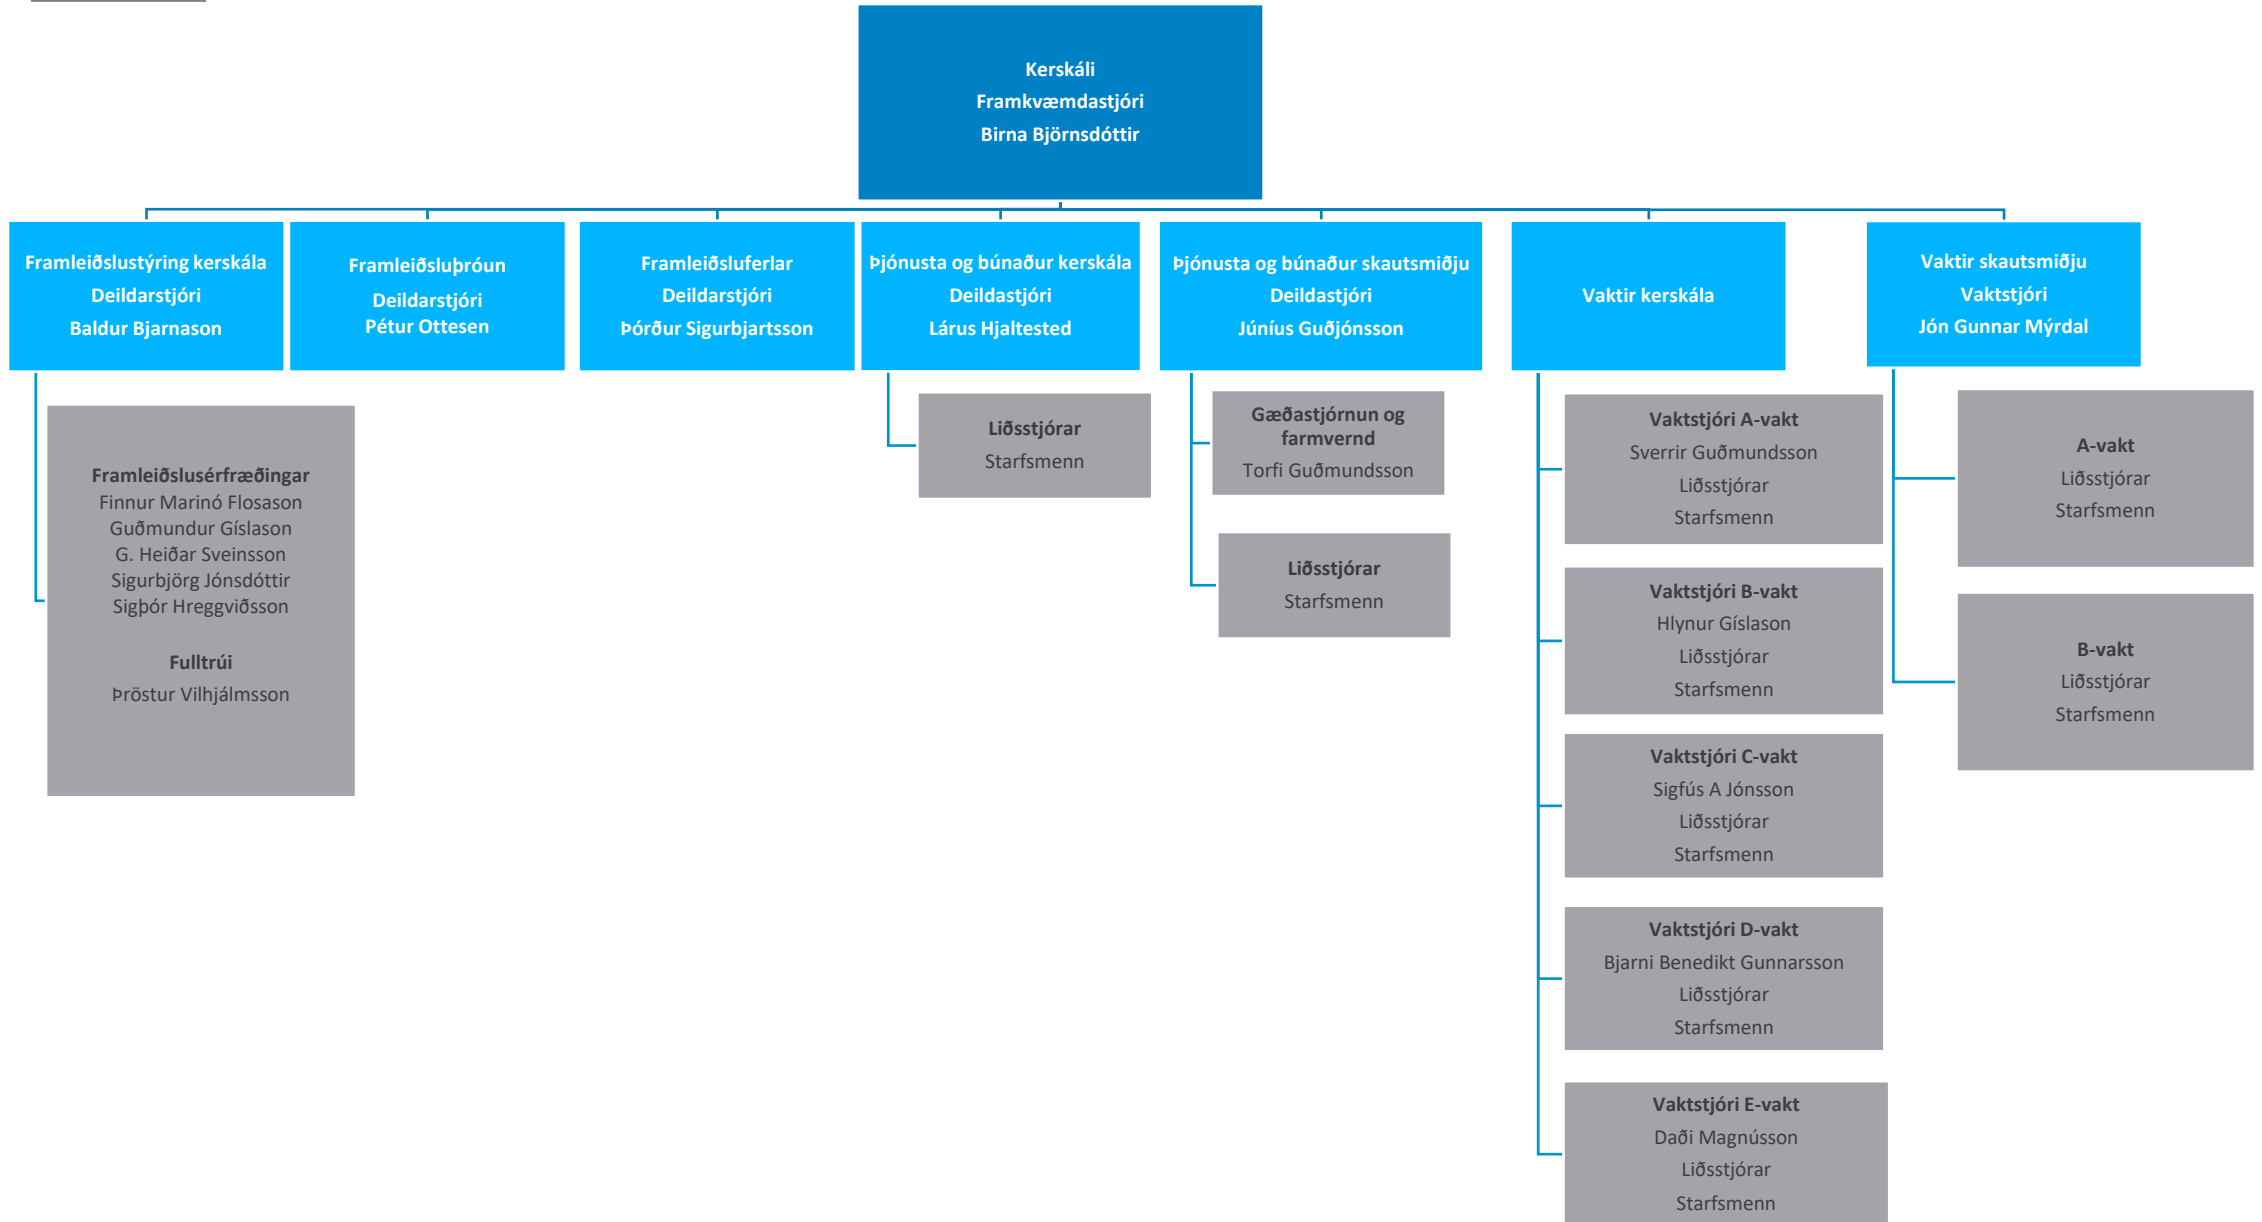 Kerskáli
Framkvæmdastjóri
Birna Björnsdóttir
Framleiðslustýring kerskála
Deildarstjóri
Baldur Bjarnason
Framleiðsluþróun
Deildarstjóri
Pétur Ottesen
Framleiðsluferlar
Deildarstjóri
Þórður Sigurbjartsson
Þjónusta og búnaður kerskála
Deildastjóri
Lárus Hjaltested
Þjónusta og búnaður skautsmiðju
Deildastjóri
Júníus Guðjónsson
Vaktir kerskála
Vaktir skautsmiðju
Vaktstjóri
Jón Gunnar Mýrdal
Framleiðslusérfræðingar
Finnur Marinó Flosason
Guðmundur Gíslason
G. Heiðar Sveinsson
Sigurbjörg Jónsdóttir
Sigþór Hreggviðsson
Fulltrúi
Þröstur Vilhjálmsson
Liðsstjórar
Starfsmenn
Gæðastjórnun og
farmvernd
Torfi Guðmundsson
Liðsstjórar
Starfsmenn
Vaktstjóri A-vakt
Sverrir Guðmundsson
Liðsstjórar
Starfsmenn
Vaktstjóri B-vakt
Hlynur Gíslason
Liðsstjórar
Starfsmenn
Vaktstjóri C-vakt
Sigfús A Jónsson
Liðsstjórar
Starfsmenn
Vaktstjóri D-vakt
Bjarni Benedikt Gunnarsson
Liðsstjórar
Starfsmenn
Vaktstjóri E-vakt
Daði Magnússon
Liðsstjórar
Starfsmenn
A-vakt
Liðsstjórar
Starfsmenn
B-vakt
Liðsstjórar
Starfsmenn